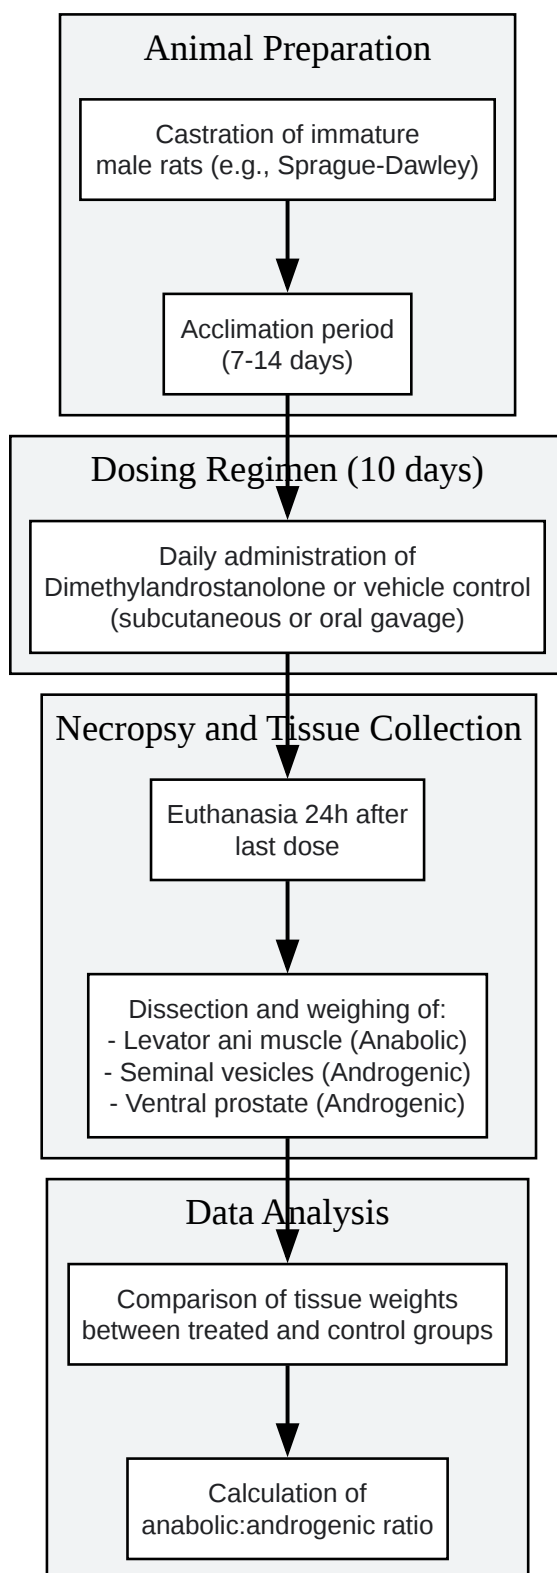 Animal Preparation
Castration of immature
male rats (e.g., Sprague-Dawley)
Acclimation period
(7-14 days)
Dosing Regimen (10 days)
Daily administration of
Dimethylandrostanolone or vehicle control
(subcutaneous or oral gavage)
Necropsy and Tissue Collection
Euthanasia 24h after
last dose
Dissection and weighing of:
- Levator ani muscle (Anabolic)
- Seminal vesicles (Androgenic)
- Ventral prostate (Androgenic)
Data Analysis
Comparison of tissue weights
between treated and control groups
Calculation of
anabolic:androgenic ratio